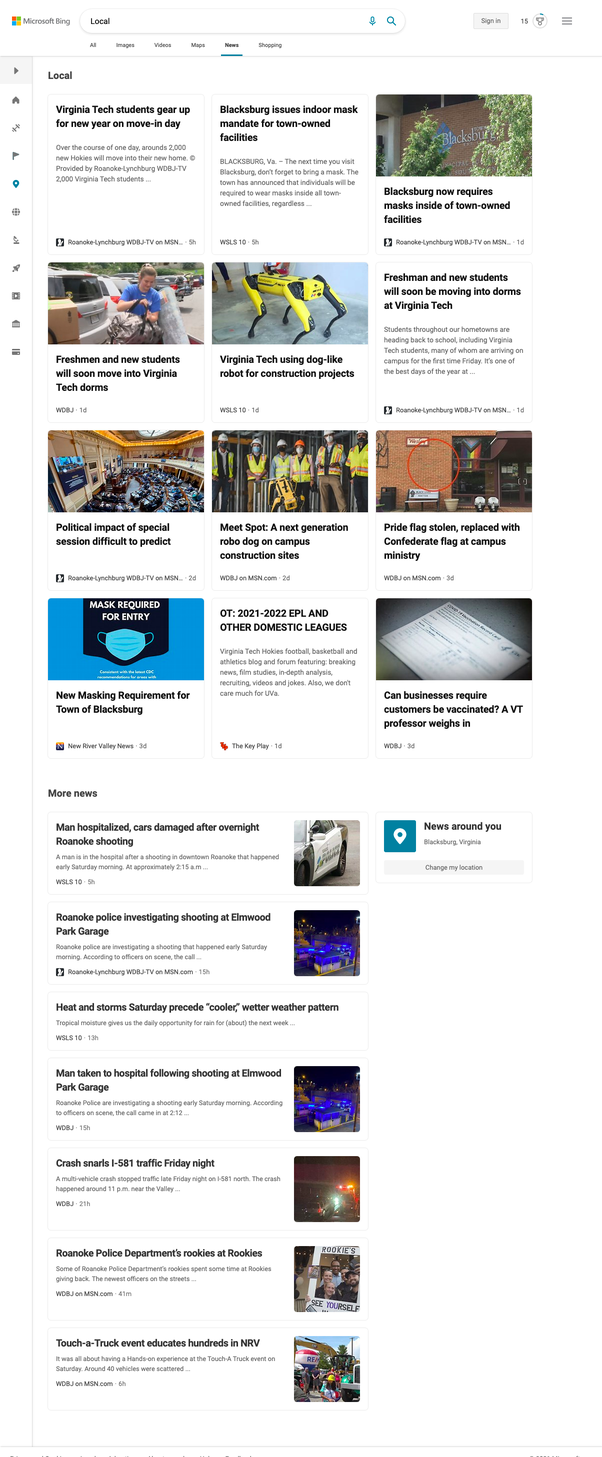 Microsoft Bing
Local
Sign in
15
All Images Videos Maps News Shopping
Local
Virginia Tech students gear up
for new year on move-in day
Over the course of one day, arounds 2,000
new Hokies will move into their new home. ©
Provided by Roanoke-Lynchburg WDBJ-TV
2,000 Virginia Tech students ...
Roanoke-Lynchburg WDBJ-TV on MSN... · 5h
Blacksburg issues indoor mask
mandate for town-owned
facilities
BLACKSBURG, Va. – The next time you visit
Blacksburg, don't forget to bring a mask. The
town has announced that individuals will be
required to wear masks inside all town-
owned facilities, regardless ...
WSLS 10 · 5h
Blacksburg
Blacksburg now requires
masks inside of town-owned
facilities
Roanoke-Lynchburg WDBJ-TV on MSN... · 1d
Freshmen and new students
will soon move into Virginia
Tech dorms
WDBJ · 1d
Virginia Tech using dog-like
robot for construction projects
WSLS 10 · 1d
Freshman and new students
will soon be moving into dorms
at Virginia Tech
Students throughout our hometowns are
heading back to school, including Virginia
Tech students, many of whom are arriving on
campus for the first time Friday. It's one of
the best days of the year at ...
Roanoke-Lynchburg WDBJ-TV on MSN... · 1d
Political impact of special
session difficult to predict
Roanoke-Lynchburg WDBJ-TV on MSN... · 2d
Meet Spot: A next generation
robo dog on campus
construction sites
WDBJ on MSN.com · 2d
Pride flag stolen, replaced with
Confederate flag at campus
ministry
WDBJ on MSN.com · 3d
MASK REQUIRED
FOR ENTRY
Consistent with the latest CDC
recommendations for areas with
New Masking Requirement for
Town of Blacksburg
New River Valley News · 3d
OT: 2021-2022 EPL AND
OTHER DOMESTIC LEAGUES
Virginia Tech Hokies football, basketball and
athletics blog and forum featuring: breaking
news, film studies, in-depth analysis,
recruiting, videos and jokes. Also, we don't
care much for UVa.
The Key Play · 1d
Can businesses require
customers be vaccinated? A VT
professor weighs in
WDBJ · 3d
More news
Man hospitalized, cars damaged after overnight
Roanoke shooting
A man is in the hospital after a shooting in downtown Roanoke that happened
early Saturday morning. At approximately 2:15 a.m ...
WSLS 10 · 5h
News around you
Blacksburg, Virginia
Change my location
Roanoke police investigating shooting at Elmwood
Park Garage
Roanoke police are investigating a shooting that happened early Saturday
morning. According to officers on scene, the call ...
Roanoke-Lynchburg WDBJ-TV on MSN.com · 15h
Heat and storms Saturday precede “cooler,” wetter weather pattern
Tropical moisture gives us the daily opportunity for rain for (about) the next week ...
WSLS 10 · 13h
Man taken to hospital following shooting at Elmwood
Park Garage
Roanoke Police are investigating a shooting early Saturday morning. According
to officers on scene, the call came in at 2:12 ...
WDBJ · 15h
Crash snarls I-581 traffic Friday night
A multi-vehicle crash stopped traffic late Friday night on I-581 north. The crash
happened around 11 p.m. near the Valley ...
WDBJ · 21h
Roanoke Police Department’s rookies at Rookies
Some of Roanoke Police Department's rookies spent some time at Rookies
giving back. The newest officers on the streets ...
WDBJ on MSN.com · 41m
ROOKIE'S
SEE YOURSELF
Touch-a-Truck event educates hundreds in NRV
It was all about having a Hands-on experience at the Touch-A Truck event on
Saturday. Around 40 vehicles were scattered ...
WDBJ on MSN.com · 6h